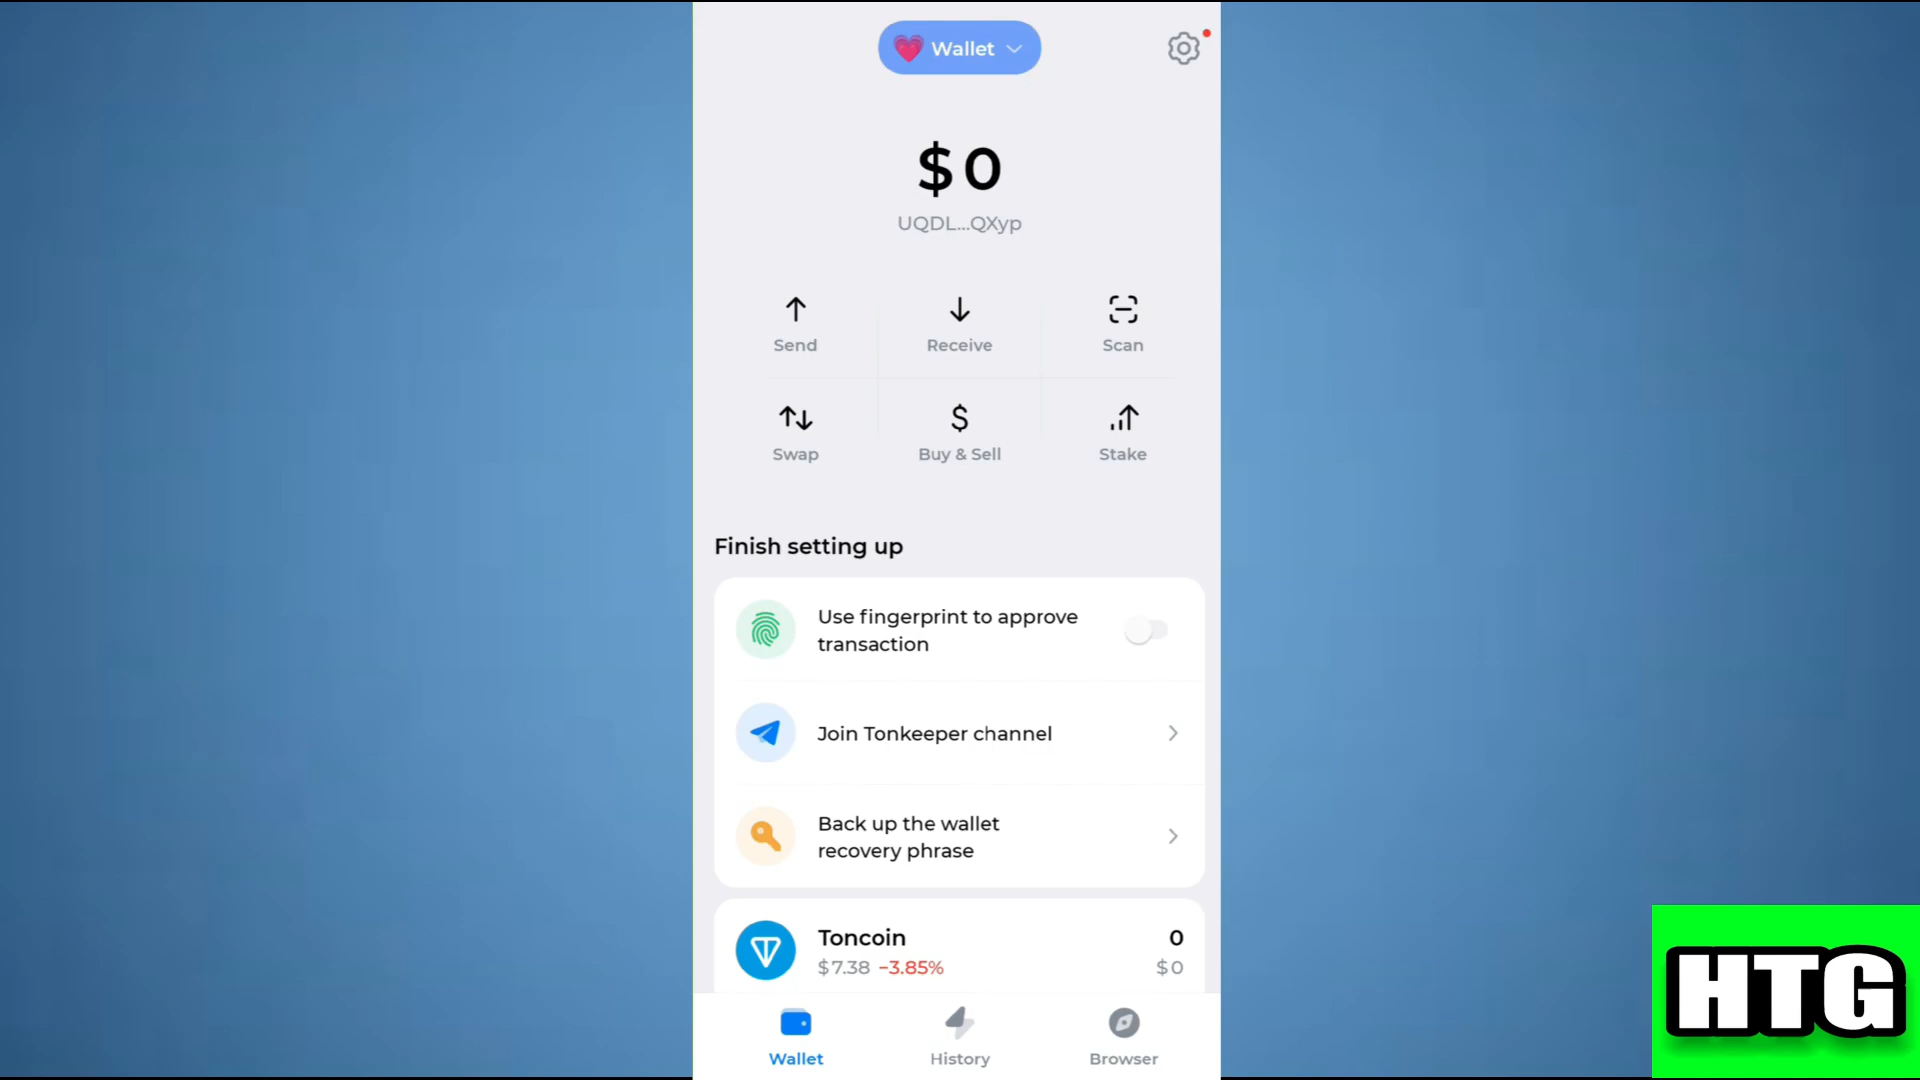 Wallet
$0
UQDL...QXyp
Send
Receive
Scan
Swap
Buy & Sell
Stake
Finish setting up
Use fingerprint to approve
transaction
Join Tonkeeper channel
Back up the wallet
recovery phrase
Toncoin
0
$7.38 −3.85%
$0
Wallet
History
Browser
HTG